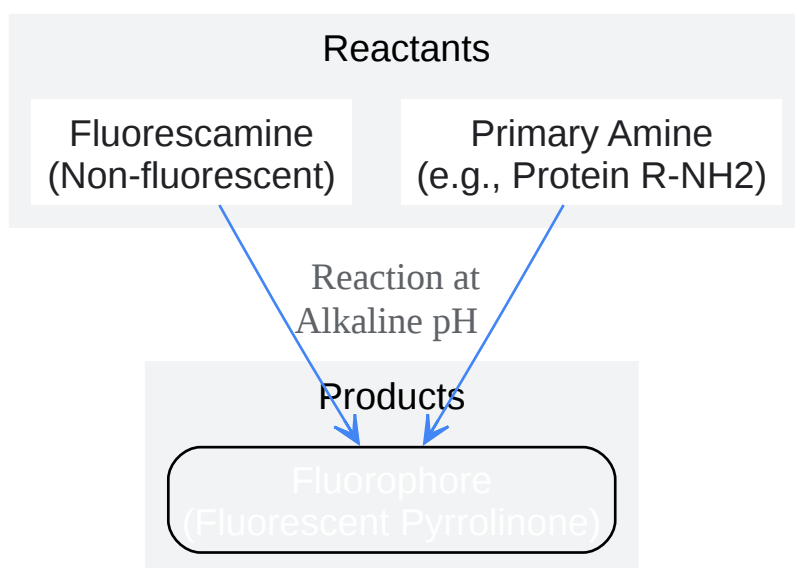 Reactants
Fluorescamine
(Non-fluorescent)
Primary Amine
(e.g., Protein R-NH2)
Reaction at
Alkaline pH
Products
Fluorophore
(Fluorescent Pyrrolinone)